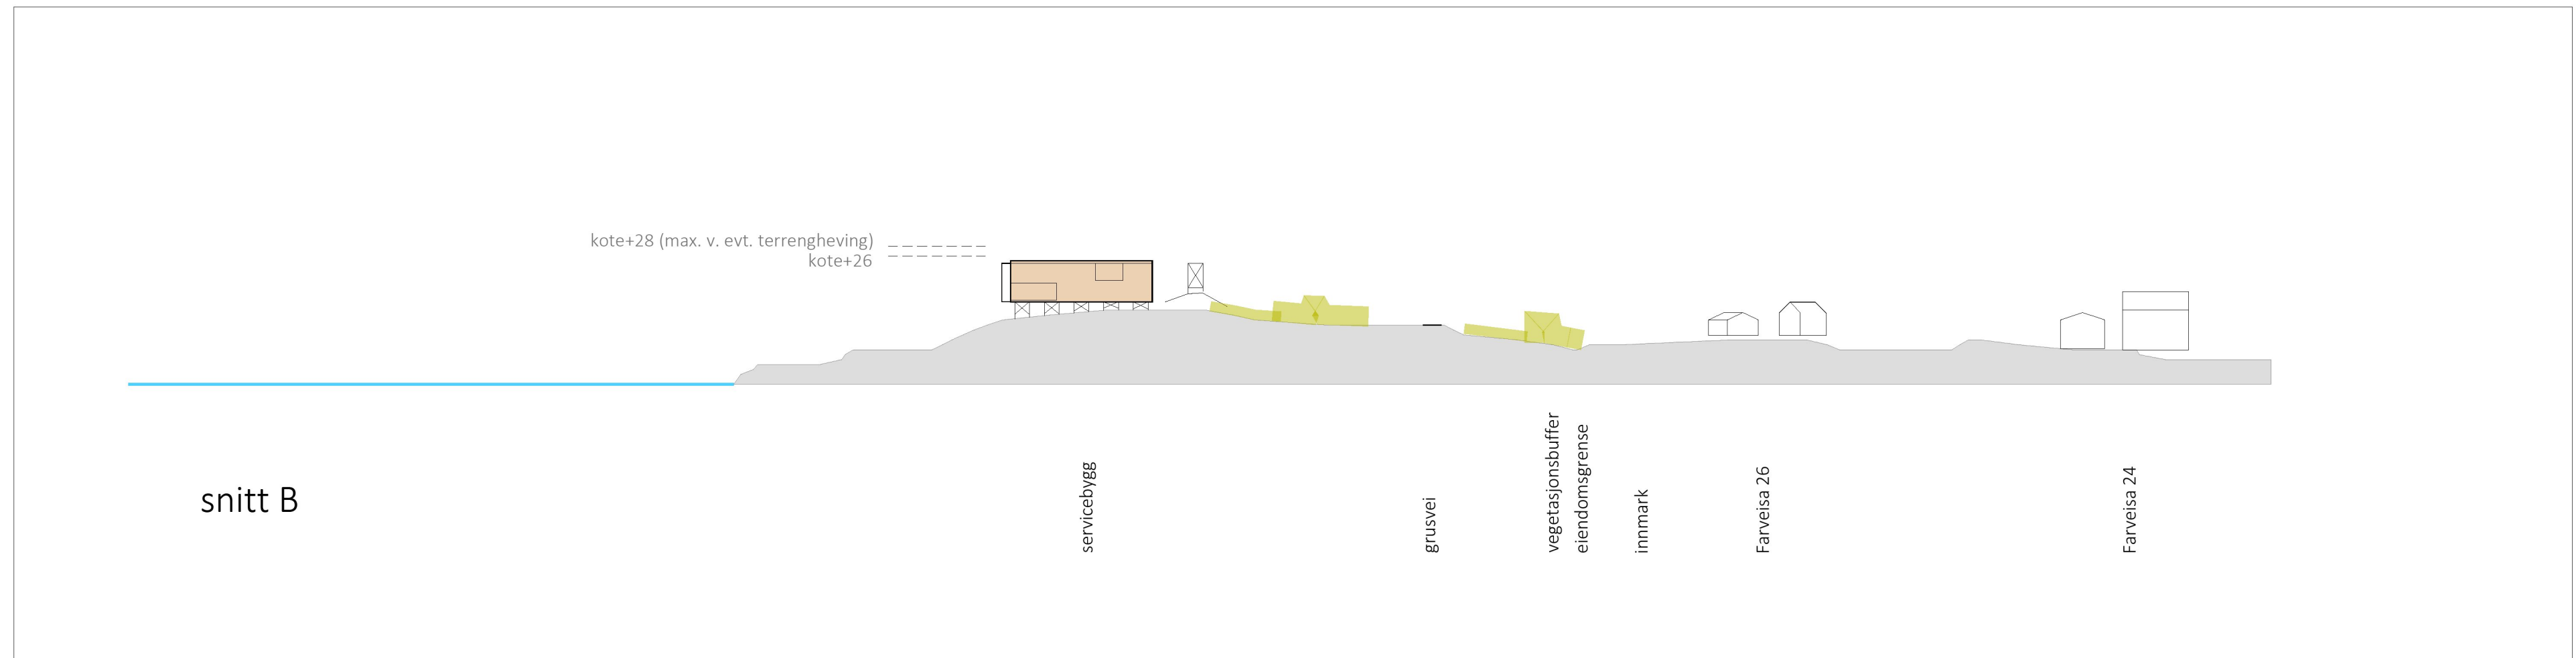 kote+28 (max. v. evt. terrengheving)
kote+26
snitt B
servicebygg
grusvei
vegetasjonsbuffer
eiendomsgrense
innmark
Farveisa 26
Farveisa 24